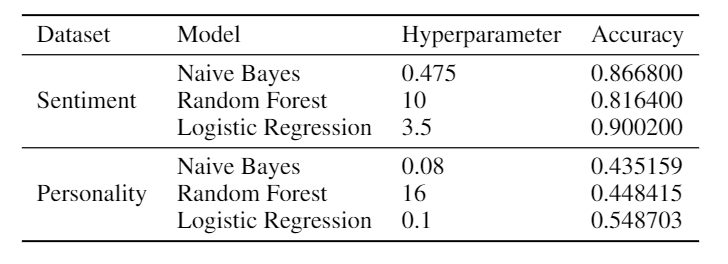 Dataset Model Hyperparameter Accuracy
Naive Bayes 0.475 0.866800
Sentiment Random Forest 10 0.816400
Logistic Regression 3.5 0.900200
Naive Bayes 0.08 0.435159
Personality Random Forest 16 0.448415
Logistic Regression 0.1 0.548703